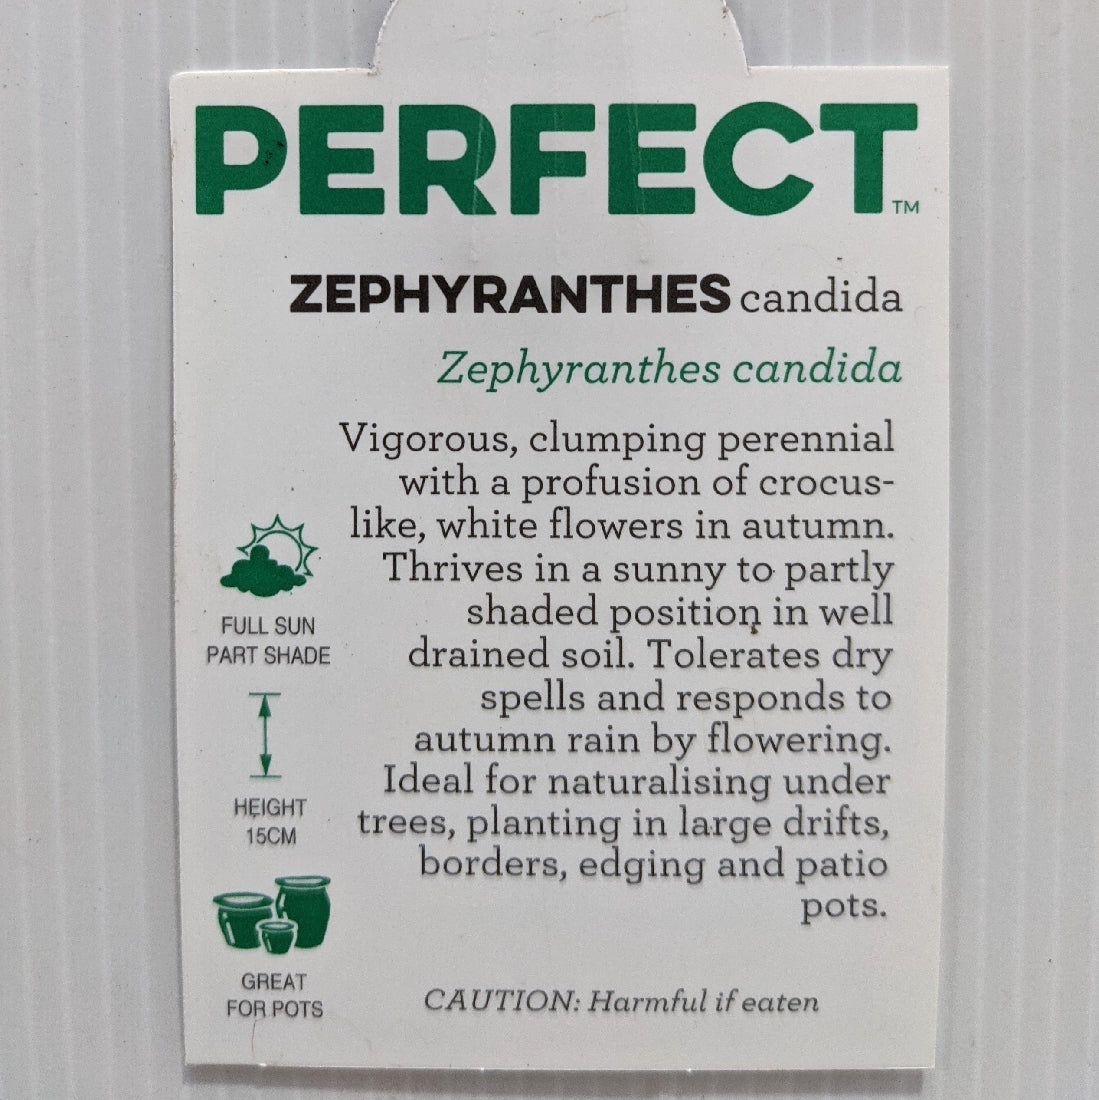 PERFECT™
ZEPHYRANTHES candida
Zephyranthes candida
Vigorous, clumping perennial
with a profusion of crocus-
like, white flowers in autumn.
Thrives in a sunny to partly
shaded position in well
drained soil. Tolerates dry
spells and responds to
autumn rain by flowering.
Ideal for naturalising under
trees, planting in large drifts,
borders, edging and patio
pots.
FULL SUN
PART SHADE
HEIGHT
15CM
GREAT
FOR POTS
CAUTION: Harmful if eaten